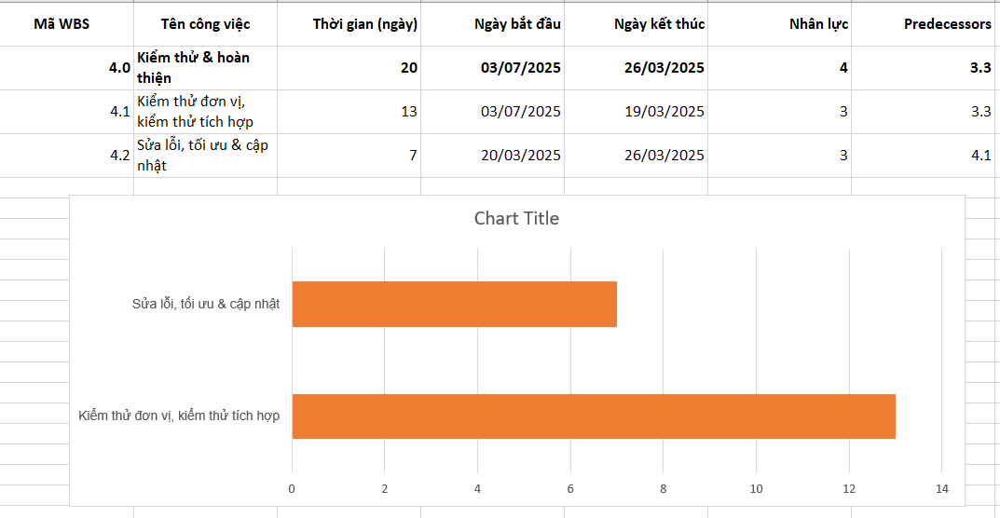 Mã WBS Tên công việc Thời gian (ngày) Ngày bắt đầu Ngày kết thúc Nhân lực Predecessors
4.0 Kiểm thử & hoàn thiện 20 03/07/2025 26/03/2025 4 3.3
4.1 Kiểm thử đơn vị, kiểm thử tích hợp 13 03/07/2025 19/03/2025 3 3.3
4.2 Sửa lỗi, tối ưu & cập nhật 7 20/03/2025 26/03/2025 3 4.1
Chart Title
Sửa lỗi, tối ưu & cập nhật
Kiểm thử đơn vị, kiểm thử tích hợp
0 2 4 6 8 10 12 14